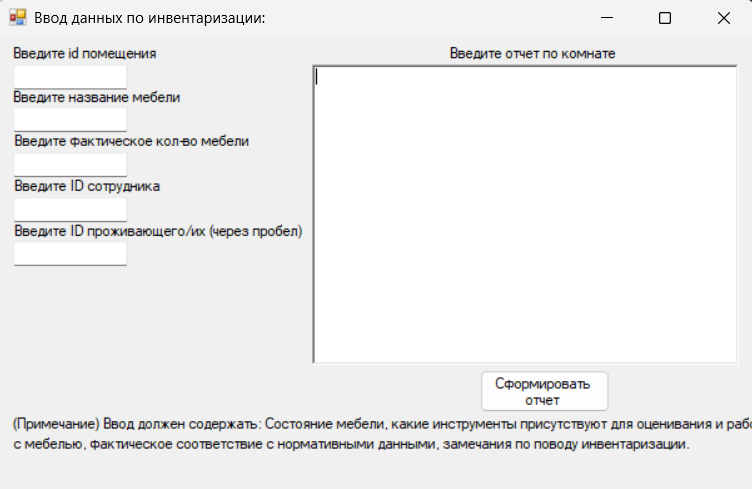 Ввод данных по инвентаризации:
Введите id помещения
Введите название мебели
Введите фактическое кол-во мебели
Введите ID сотрудника
Введите ID проживающего/их (через пробел)
Введите отчет по комнате
Сформировать
отчет
(Примечание) Ввод должен содержать: Состояние мебели, какие инструменты присутствуют для оценивания и
с мебелью, фактическое соответствие с нормативными данными, замечания по поводу инвентаризации.